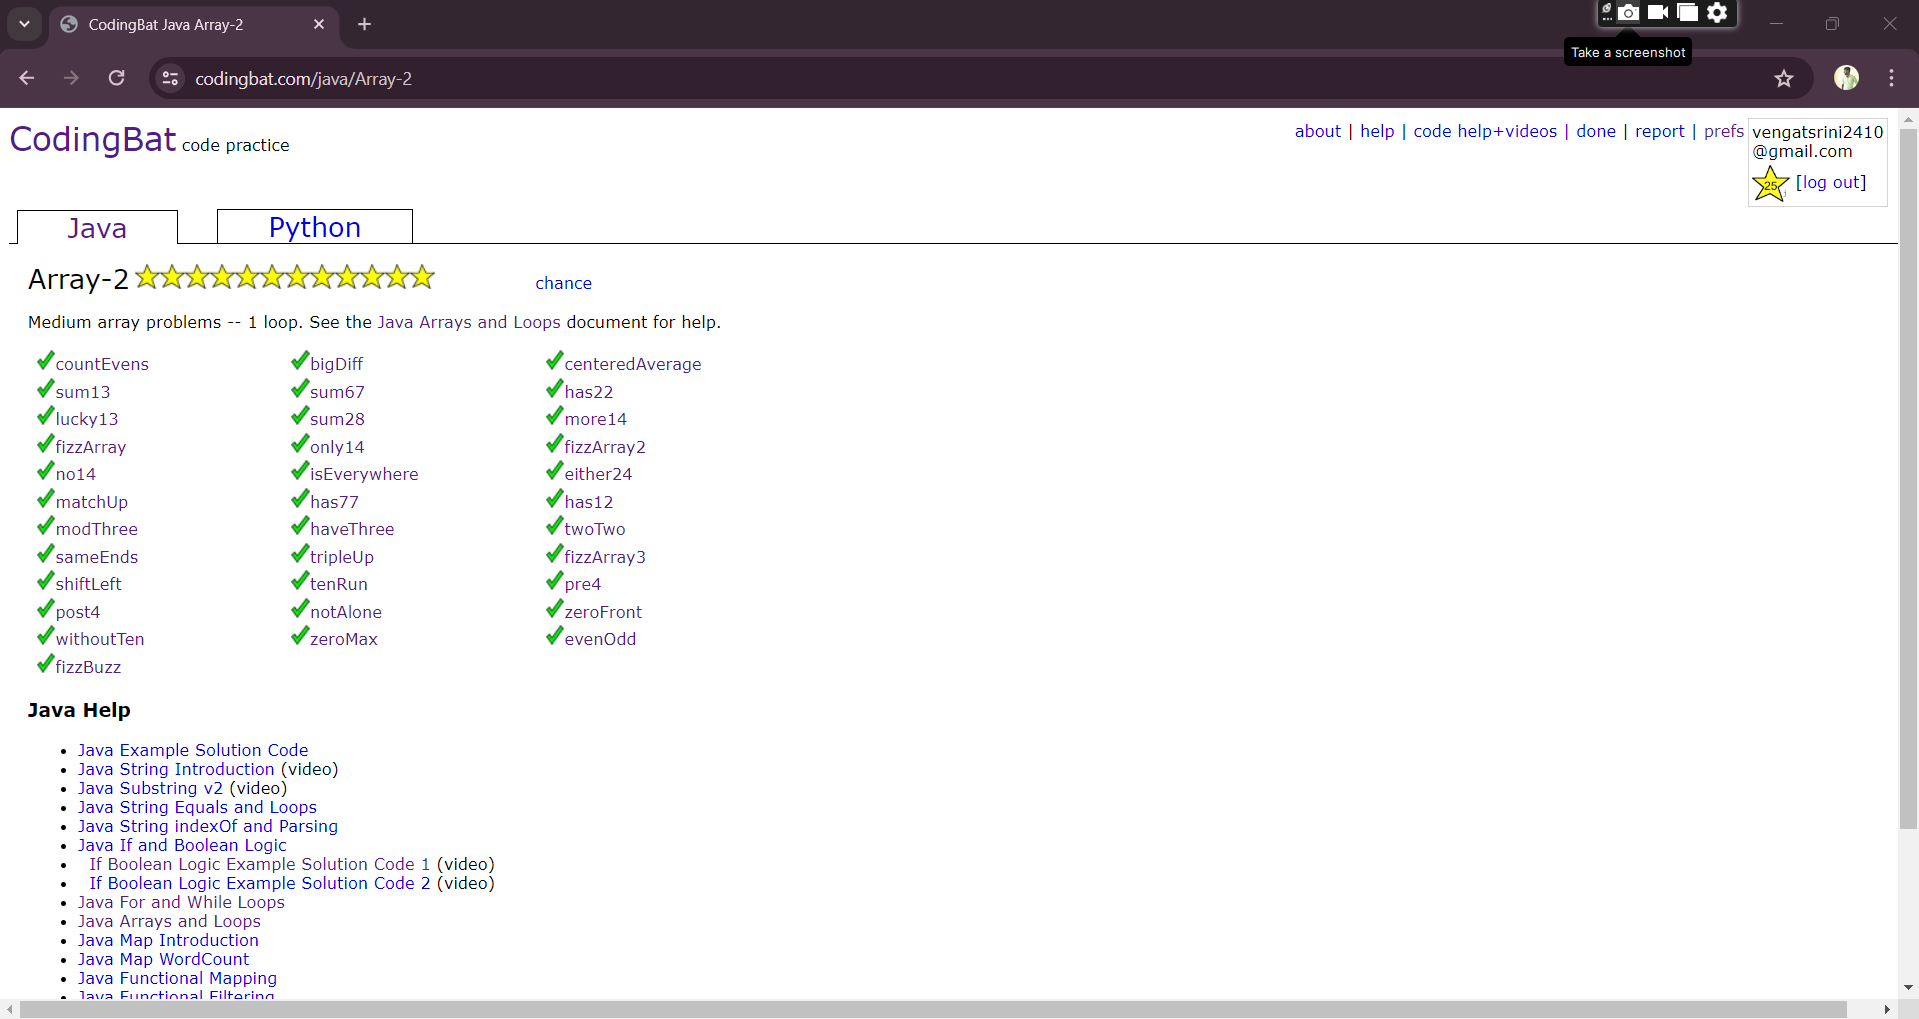 CodingBat Java Array-2
Take a screenshot
codingbat.com/java/Array-2
CodingBat code practice
about | help | code help+videos | done | report | prefs
vengatsrini2410
@gmail.com
25
[log out]
Java
Python
Array-2
chance
Medium array problems -- 1 loop. See the Java Arrays and Loops document for help.
countEvens bigDiff centeredAverage
sum13 sum67 has22
lucky13 sum28 more14
fizzArray only14 fizzArray2
no14 isEverywhere either24
matchUp has77 has12
modThree haveThree twoTwo
sameEnds tripleUp fizzArray3
shiftLeft tenRun pre4
post4 notAlone zeroFront
withoutTen zeroMax evenOdd
fizzBuzz
Java Help
Java Example Solution Code
Java String Introduction (video)
Java Substring v2 (video)
Java String Equals and Loops
Java String indexOf and Parsing
Java If and Boolean Logic
If Boolean Logic Example Solution Code 1 (video)
If Boolean Logic Example Solution Code 2 (video)
Java For and While Loops
Java Arrays and Loops
Java Map Introduction
Java Map WordCount
Java Functional Mapping
Java Functional Filtering